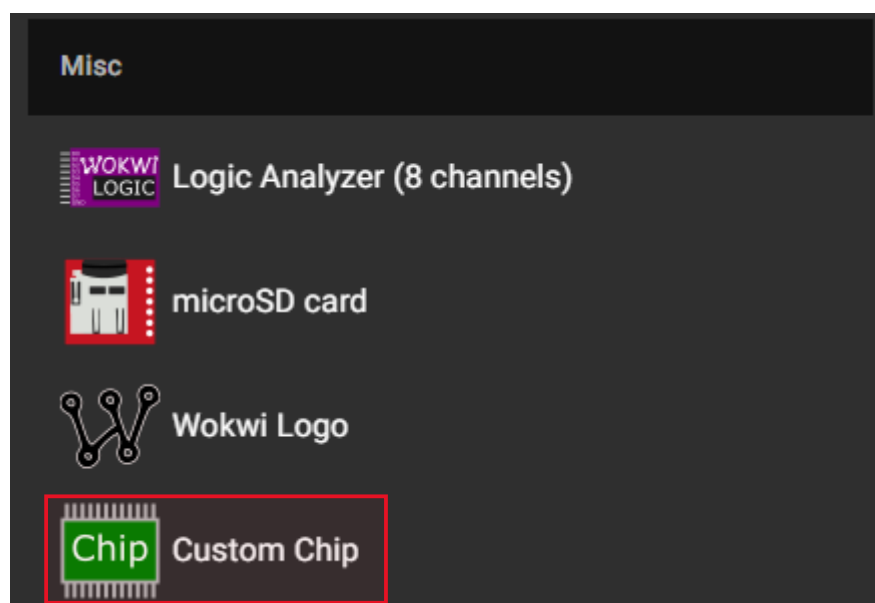 Misc
WOKWI
LOGIC
Logic Analyzer (8 channels)
microSD card
Wokwi Logo
Chip
Custom Chip